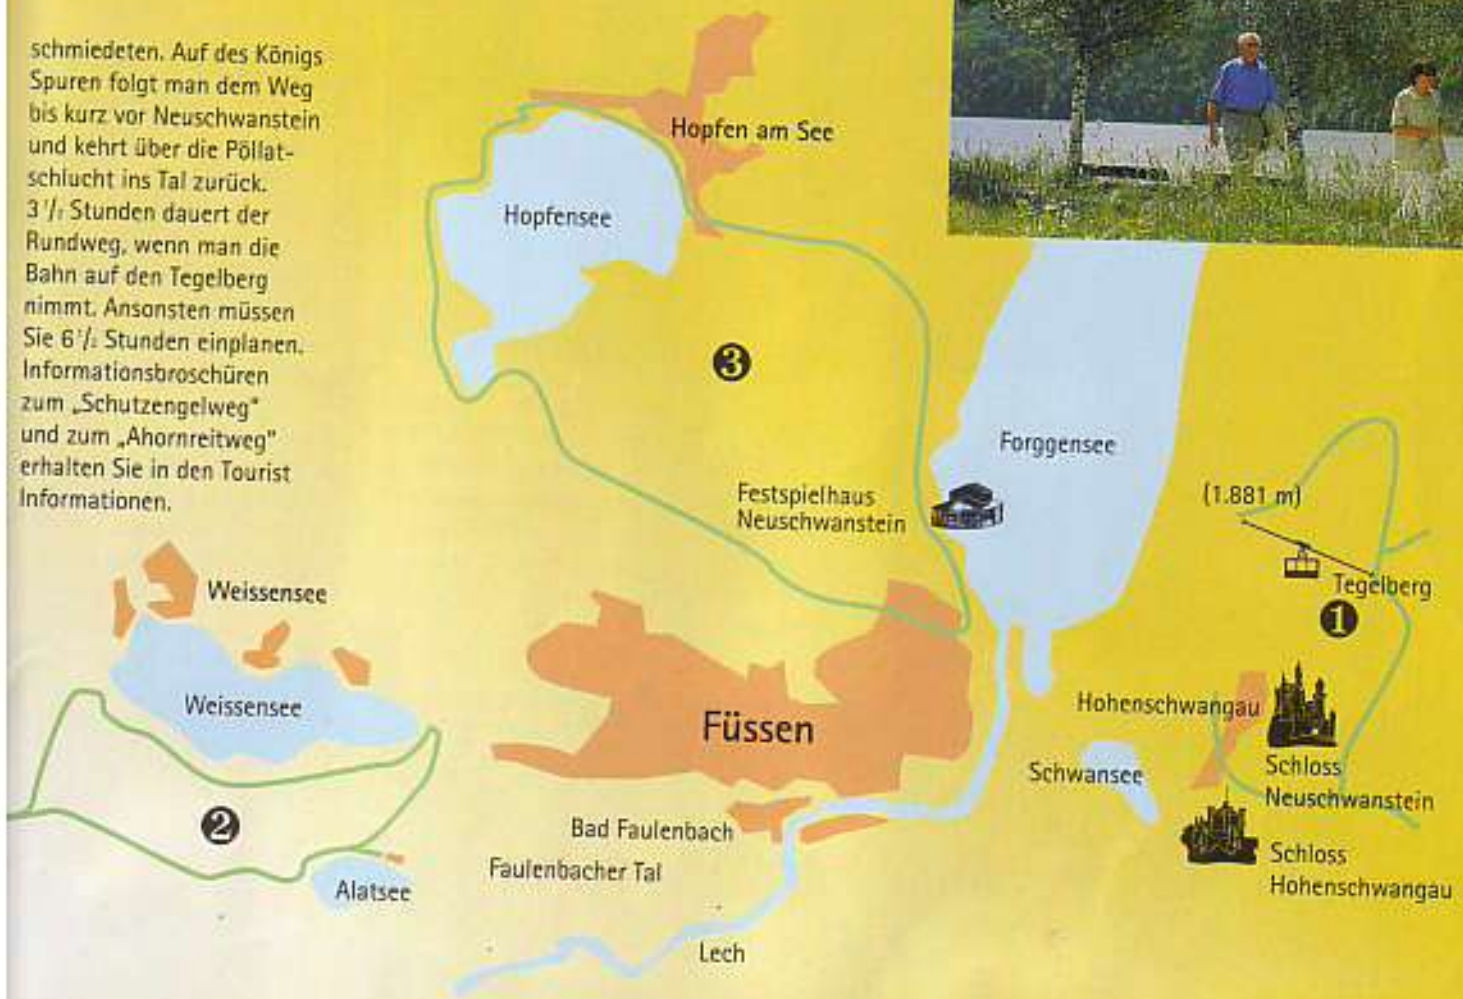 schmiedeten. Auf des Königs
Spuren folgt man dem Weg
bis kurz vor Neuschwanstein
und kehrt über die Pöllat-
schlucht ins Tal zurück.
3 1/2 Stunden dauert der
Rundweg, wenn man die
Bahn auf den Tegelberg
nimmt. Ansonsten müssen
Sie 6 1/2 Stunden einplanen.
Informationsbroschüren
zum „Schutzengelweg"
und zum „Ahornreitweg"
erhalten Sie in den Tourist
Informationen.
Hopfen am See
Hopfensee
3
Forggensee
Festspielhaus
Neuschwanstein
(1.881 m)
Tegelberg
1
Weissensee
Weissensee
Füssen
Hohenschwangau
Schwansee
Schloss
Neuschwanstein
2
Bad Faulenbach
Faulenbacher Tal
Schloss
Hohenschwangau
Alatsee
Lech